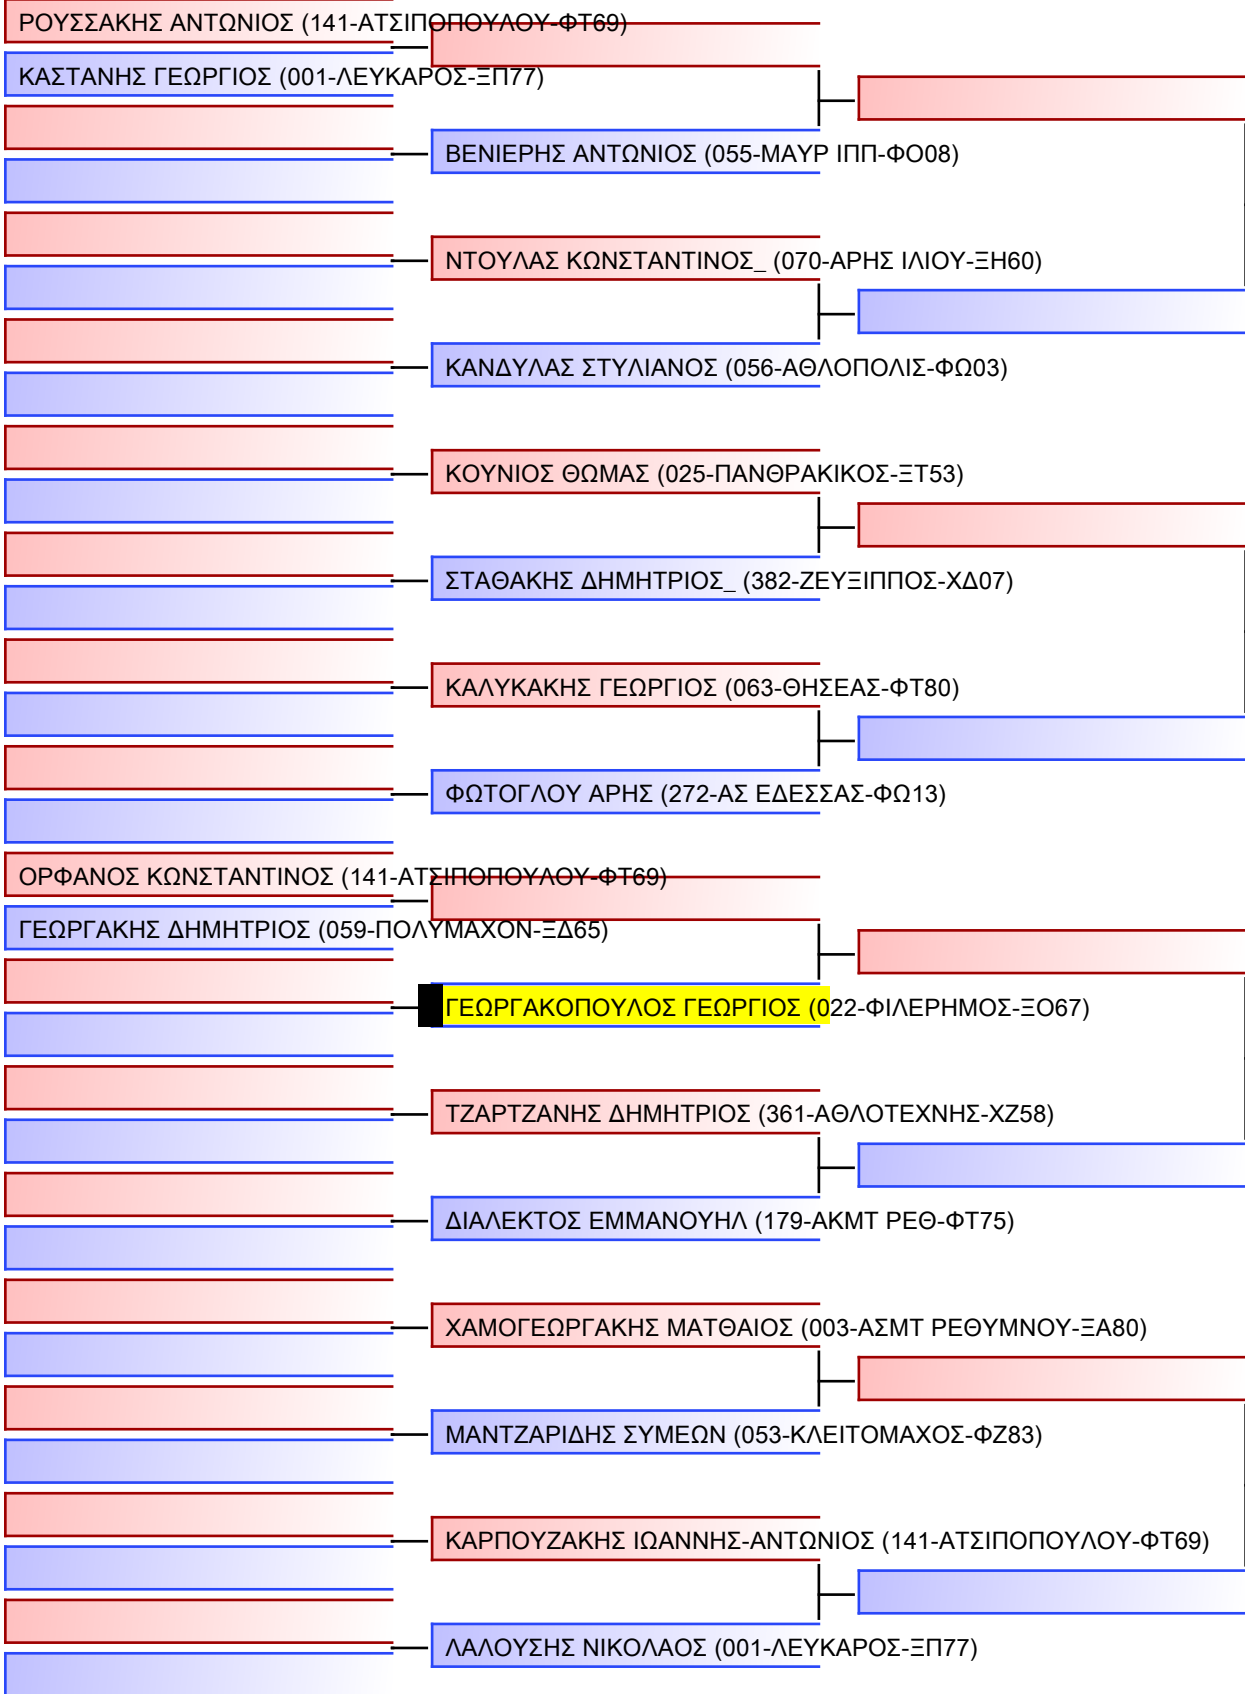 ΡΟΥΣΣΑΚΗΣ ΑΝΤΩΝΙΟΣ (141-ΑΤΣΙΠΟΠΟΥΛΟΥ-ΦΤ69)
ΚΑΣΤΑΝΗΣ ΓΕΩΡΓΙΟΣ (001-ΛΕΥΚΑΡΟΣ-ΞΠ77)
ΒΕΝΙΕΡΗΣ ΑΝΤΩΝΙΟΣ (055-ΜΑΥΡ ΙΠΠ-ΦΟ08)
ΝΤΟΥΛΑΣ ΚΩΝΣΤΑΝΤΙΝΟΣ_ (070-ΑΡΗΣ ΙΛΙΟΥ-ΞΗ60)
ΚΑΝΔΥΛΑΣ ΣΤΥΛΙΑΝΟΣ (056-ΑΘΛΟΠΟΛΙΣ-ΦΩ03)
ΚΟΥΝΙΟΣ ΘΩΜΑΣ (025-ΠΑΝΘΡΑΚΙΚΟΣ-ΞΤ53)
ΣΤΑΘΑΚΗΣ ΔΗΜΗΤΡΙΟΣ_ (382-ΖΕΥΞΙΠΠΟΣ-ΧΔ07)
ΚΑΛΥΚΑΚΗΣ ΓΕΩΡΓΙΟΣ (063-ΘΗΣΕΑΣ-ΦΤ80)
ΦΩΤΟΓΛΟΥ ΑΡΗΣ (272-ΑΣ ΕΔΕΣΣΑΣ-ΦΩ13)
ΟΡΦΑΝΟΣ ΚΩΝΣΤΑΝΤΙΝΟΣ (141-ΑΤΣΙΠΟΠΟΥΛΟΥ-ΦΤ69)
ΓΕΩΡΓΑΚΗΣ ΔΗΜΗΤΡΙΟΣ (059-ΠΟΛΥΜΑΧΟΝ-ΞΔ65)
ΓΕΩΡΓΑΚΟΠΟΥΛΟΣ ΓΕΩΡΓΙΟΣ (022-ΦΙΛΕΡΗΜΟΣ-ΞΟ67)
ΤΖΑΡΤΖΑΝΗΣ ΔΗΜΗΤΡΙΟΣ (361-ΑΘΛΟΤΕΧΝΗΣ-ΧΖ58)
ΔΙΑΛΕΚΤΟΣ ΕΜΜΑΝΟΥΗΛ (179-ΑΚΜΤ ΡΕΘ-ΦΤ75)
ΧΑΜΟΓΕΩΡΓΑΚΗΣ ΜΑΤΘΑΙΟΣ (003-ΑΣΜΤ ΡΕΘΥΜΝΟΥ-ΞΑ80)
ΜΑΝΤΖΑΡΙΔΗΣ ΣΥΜΕΩΝ (053-ΚΛΕΙΤΟΜΑΧΟΣ-ΦΖ83)
ΚΑΡΠΟΥΖΑΚΗΣ ΙΩΑΝΝΗΣ-ΑΝΤΩΝΙΟΣ (141-ΑΤΣΙΠΟΠΟΥΛΟΥ-ΦΤ69)
ΛΑΛΟΥΣΗΣ ΝΙΚΟΛΑΟΣ (001-ΛΕΥΚΑΡΟΣ-ΞΠ77)